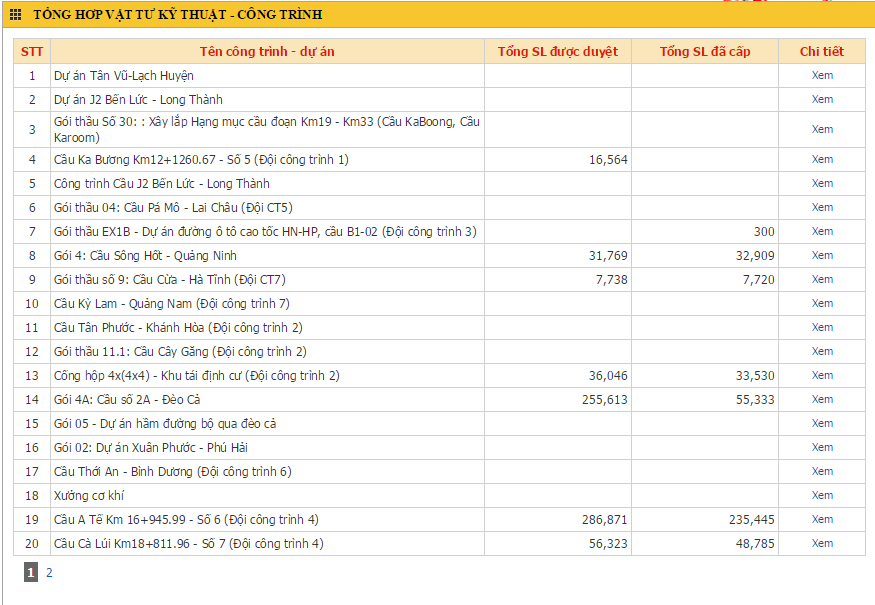 TỔNG HỢP VẬT TƯ KỸ THUẬT - CÔNG TRÌNH
STT Tên công trình - dự án Tổng SL được duyệt Tổng SL đã cấp Chi tiết
1 Dự án Tân Vũ-Lạch Huyện Xem
2 Dự án J2 Bến Lức - Long Thành Xem
3 Gói thầu Số 30: : Xây lắp Hạng mục cầu đoạn Km19 - Km33 (Cầu KaBoong, Cầu Karoom) Xem
4 Cầu Ka Bương Km12+1260.67 - Số 5 (Đội công trình 1) 16,564 Xem
5 Công trình Cầu J2 Bến Lức - Long Thành Xem
6 Gói thầu 04: Cầu Pá Mô - Lai Châu (Đội CT5) Xem
7 Gói thầu EX1B - Dự án đường ô tô cao tốc HN-HP, cầu B1-02 (Đội công trình 3) 300 Xem
8 Gói 4: Cầu Sông Hốt - Quảng Ninh 31,769 32,909 Xem
9 Gói thầu số 9: Cầu Cừa - Hà Tĩnh (Đội CT7) 7,738 7,720 Xem
10 Cầu Kỳ Lam - Quảng Nam (Đội công trình 7) Xem
11 Cầu Tân Phước - Khánh Hòa (Đội công trình 2) Xem
12 Gói thầu 11.1: Cầu Cây Găng (Đội công trình 2) Xem
13 Cống hộp 4x(4x4) - Khu tái định cư (Đội công trình 2) 36,046 33,530 Xem
14 Gói 4A: Cầu số 2A - Đèo Cả 255,613 55,333 Xem
15 Gói 05 - Dự án hầm đường bộ qua đèo cả Xem
16 Gói 02: Dự án Xuân Phước - Phú Hải Xem
17 Cầu Thới An - Bình Dương (Đội công trình 6) Xem
18 Xưởng cơ khí Xem
19 Cầu A Tế Km 16+945.99 - Số 6 (Đội công trình 4) 286,871 235,445 Xem
20 Cầu Cà Lúi Km18+811.96 - Số 7 (Đội công trình 4) 56,323 48,785 Xem
1 2